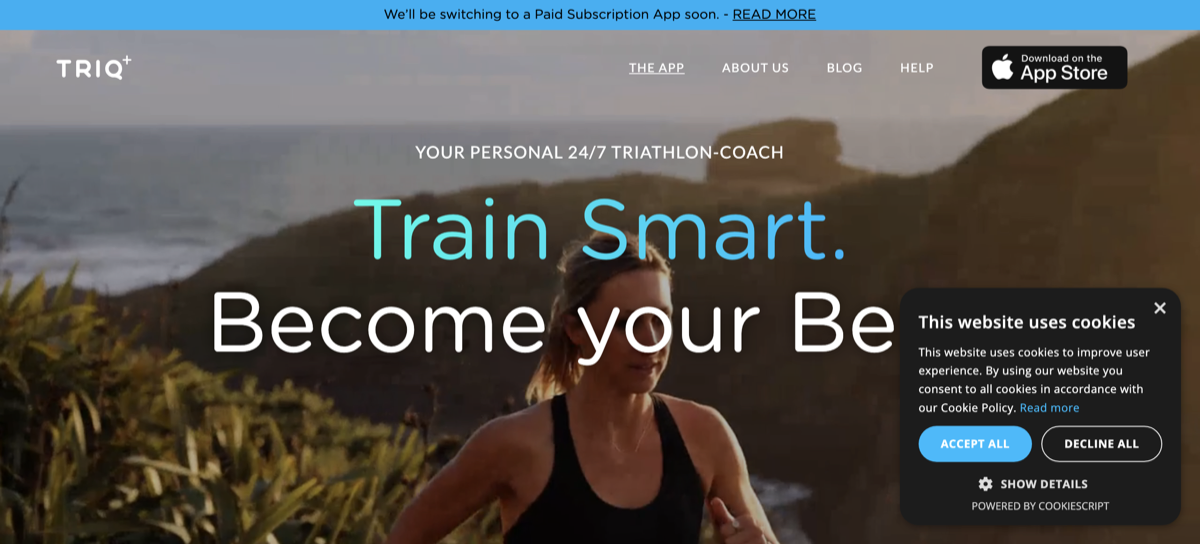 We'll be switching to a Paid Subscription App soon. - READ MORE
TRIQ+
THE APP
ABOUT US
BLOG
HELP
Download on the
App Store
YOUR PERSONAL 24/7 TRIATHLON-COACH
Train Smart.
Become your Be
This website uses cookies
This website uses cookies to improve user
experience. By using our website you
consent to all cookies in accordance with
our Cookie Policy. Read more
ACCEPT ALL
DECLINE ALL
SHOW DETAILS
POWERED BY COOKIESCRIPT